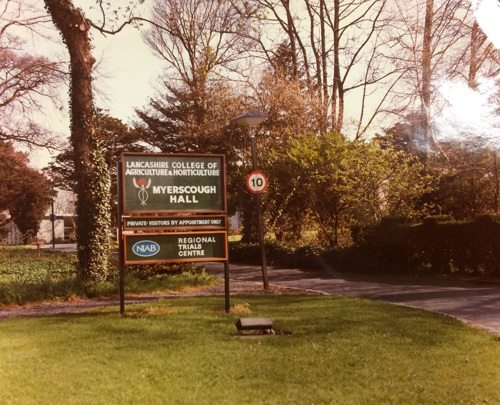 LANCASHIRE COLLEGE OF
AGRICULTURE & HORTICULTURE
MYERSCOUGH
HALL
PRIVATE-VISITORS BY APPOINTMENT ONLY
NIAB
REGIONAL
TRIALS
CENTRE
10